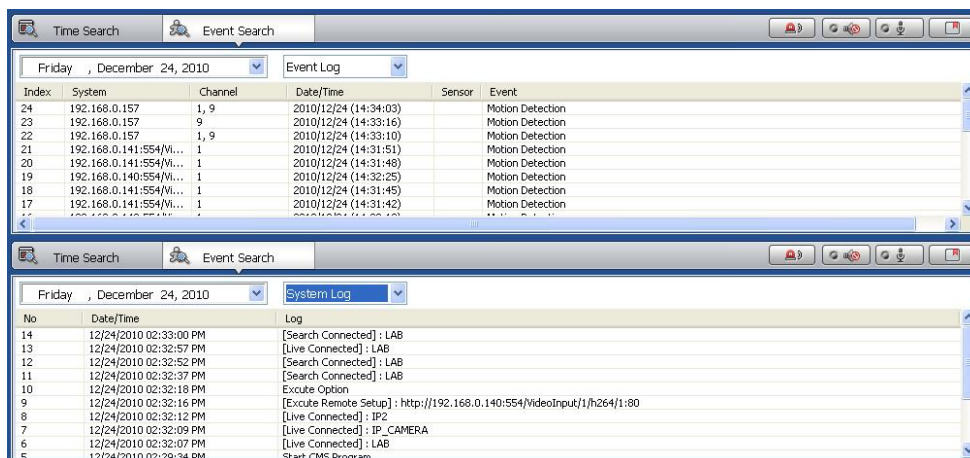 Time Search Event Search
Friday , December 24, 2010 Event Log
Index System Channel Date/Time Sensor Event
24 192.168.0.157 1, 9 2010/12/24 (14:34:03) Motion Detection
23 192.168.0.157 9 2010/12/24 (14:33:16) Motion Detection
22 192.168.0.157 1, 9 2010/12/24 (14:33:10) Motion Detection
21 192.168.0.141:554/Vi... 1 2010/12/24 (14:31:51) Motion Detection
20 192.168.0.141:554/Vi... 1 2010/12/24 (14:31:48) Motion Detection
19 192.168.0.140:554/Vi... 1 2010/12/24 (14:32:25) Motion Detection
18 192.168.0.141:554/Vi... 1 2010/12/24 (14:31:45) Motion Detection
17 192.168.0.141:554/Vi... 1 2010/12/24 (14:31:42) Motion Detection
Time Search Event Search
Friday , December 24, 2010 System Log
No Date/Time Log
14 12/24/2010 02:33:00 PM [Search Connected] : LAB
13 12/24/2010 02:32:57 PM [Live Connected] : LAB
12 12/24/2010 02:32:52 PM [Search Connected] : LAB
11 12/24/2010 02:32:37 PM [Search Connected] : LAB
10 12/24/2010 02:32:18 PM Excute Option
9 12/24/2010 02:32:16 PM [Excute Remote Setup] : http://192.168.0.140:554/VideoInput/1/h264/1:80
8 12/24/2010 02:32:12 PM [Live Connected] : IP2
7 12/24/2010 02:32:09 PM [Live Connected] : IP_CAMERA
6 12/24/2010 02:32:07 PM [Live Connected] : LAB
5 12/24/2010 02:29:34 PM Start CMS Program